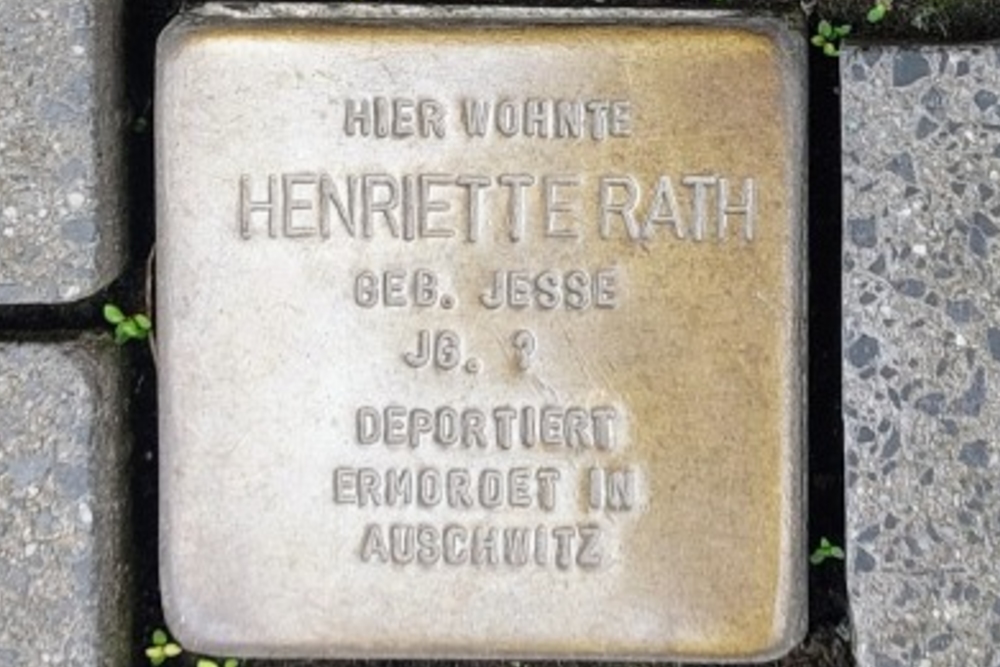 HIER WOHNTE
HENRIETTE RATH
GEB. JESSE
JG. ?
DEPORTIERT
ERMORDET IN
AUSCHWITZ